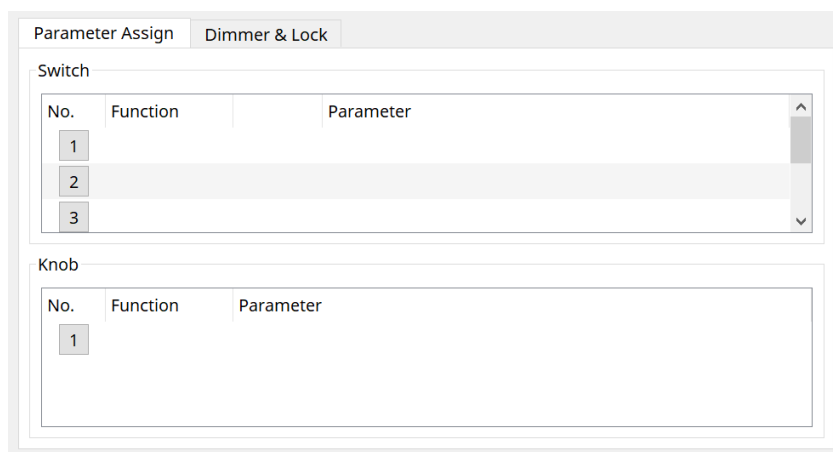 Parameter Assign Dimmer & Lock
Switch
No. Function Parameter
1
2
3
Knob
No. Function Parameter
1